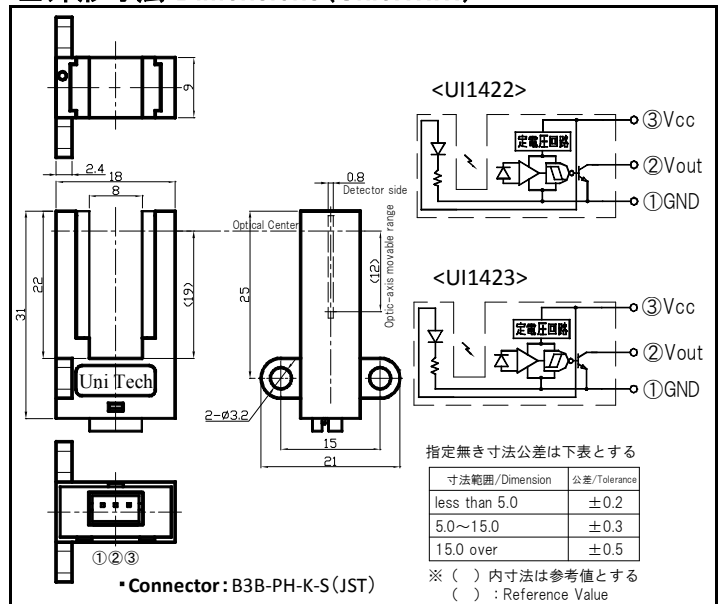 9
2.4
18
8
0.8
Detector side
Optical Center
Optic-axis movable range
(12)
25
(19)
22
31
Uni Tech
2-Ø3.2
15
21
①②③
▪Connector：B3B-PH-K-S(JST)
<UI1422>
定電圧回路
③Vcc
②Vout
①GND
<UI1423>
定電圧回路
③Vcc
②Vout
①GND
指定無き寸法公差は下表とする
寸法範囲/Dimension 公差/Tolerance
less than 5.0 ±0.2
5.0～15.0 ±0.3
15.0 over ±0.5
※（ ）内寸法は参考値とする
（ ）：Reference Value